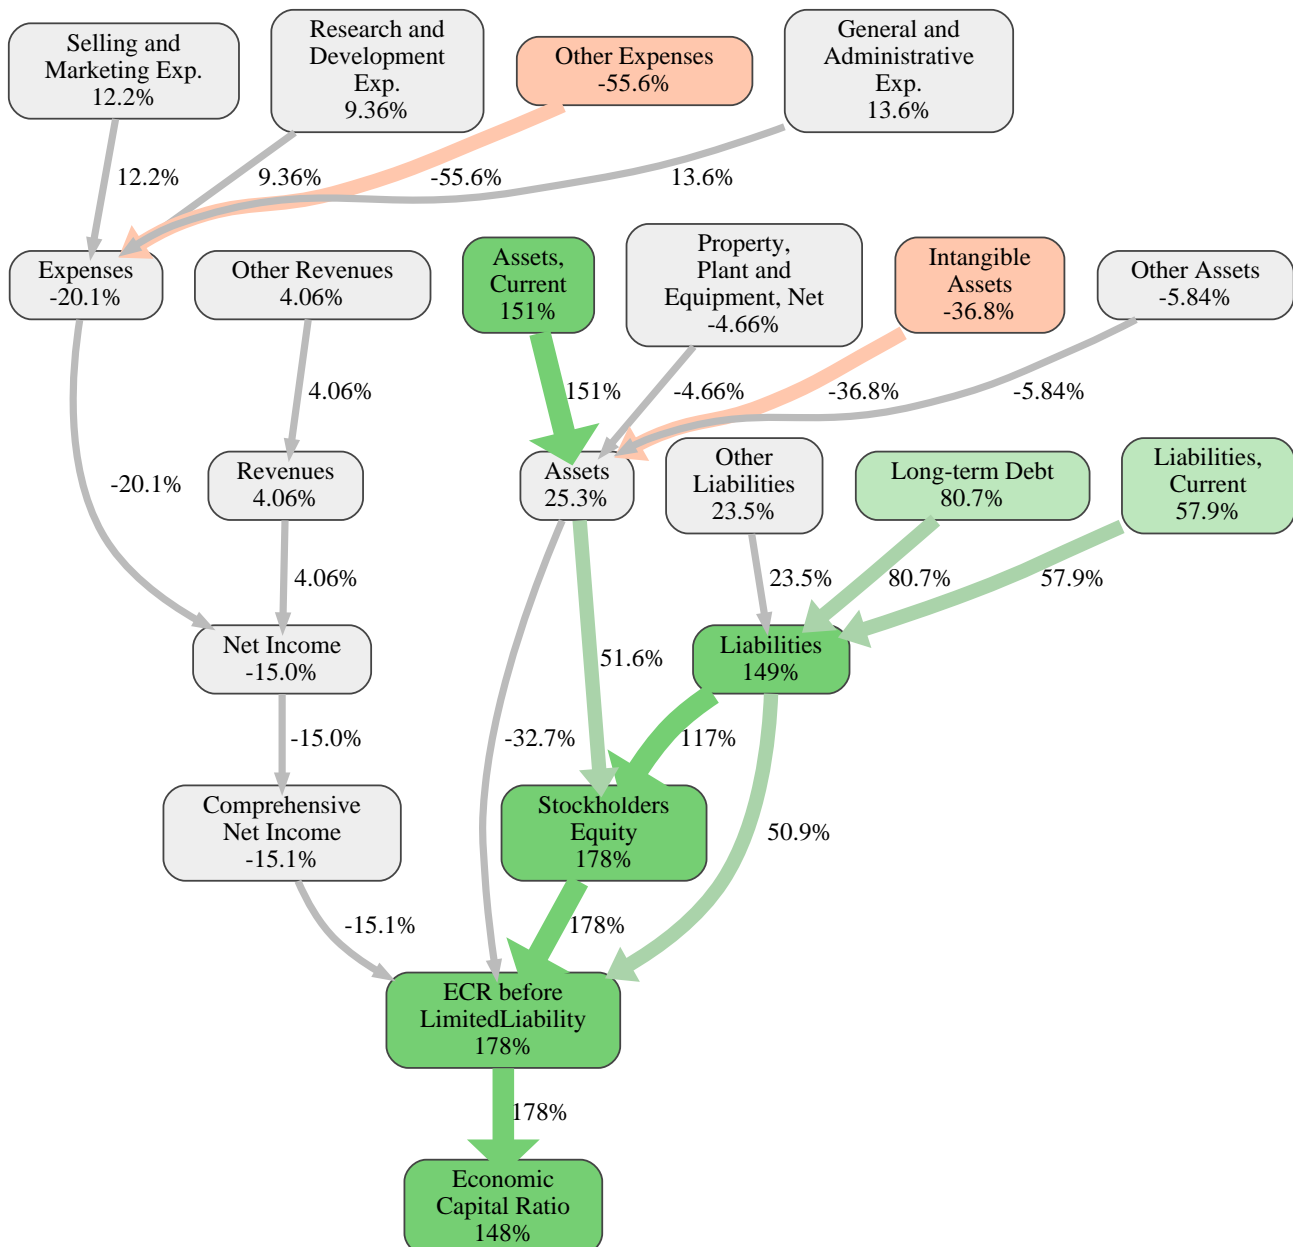 Selling and
Marketing Exp.
12.2%
Research and
Development
Exp.
9.36%
Other Expenses
-55.6%
General and
Administrative
Exp.
13.6%
12.2%
9.36%
-55.6%
13.6%
Expenses
-20.1%
Other Revenues
4.06%
Assets,
Current
151%
Property,
Plant and
Equipment, Net
-4.66%
Intangible
Assets
-36.8%
Other Assets
-5.84%
4.06%
151%
-4.66%
-36.8%
-5.84%
-20.1%
Revenues
4.06%
Assets
25.3%
Other
Liabilities
23.5%
Long-term Debt
80.7%
Liabilities,
Current
57.9%
4.06%
23.5%
80.7%
57.9%
Net Income
-15.0%
51.6%
Liabilities
149%
-15.0%
-32.7%
117%
50.9%
Comprehensive
Net Income
-15.1%
Stockholders
Equity
178%
-15.1%
178%
ECR before
LimitedLiability
178%
178%
Economic
Capital Ratio
148%